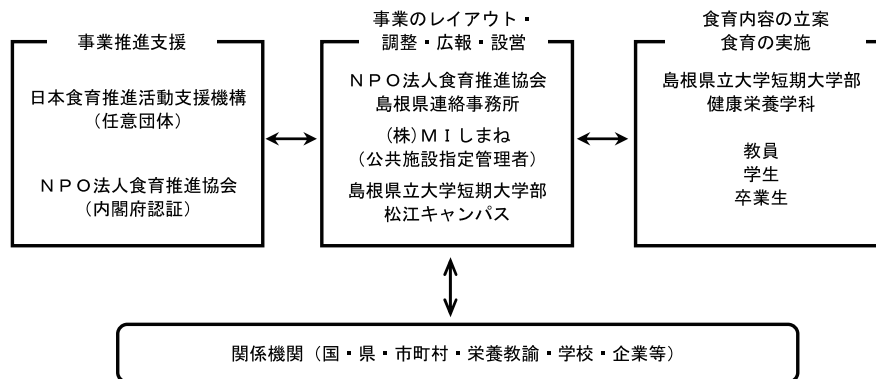 事業推進支援
日本食育推進活動支援機構
(任意団体)
ＮＰＯ法人食育推進協会
(内閣府認証)
事業のレイアウト・
調整・広報・設営
ＮＰＯ法人食育推進協会
島根県連絡事務所
(株)ＭＩしまね
(公共施設指定管理者)
島根県立大学短期大学部
松江キャンパス
食育内容の立案
食育の実施
島根県立大学短期大学部
健康栄養学科
教員
学生
卒業生
関係機関（国・県・市町村・栄養教諭・学校・企業等）